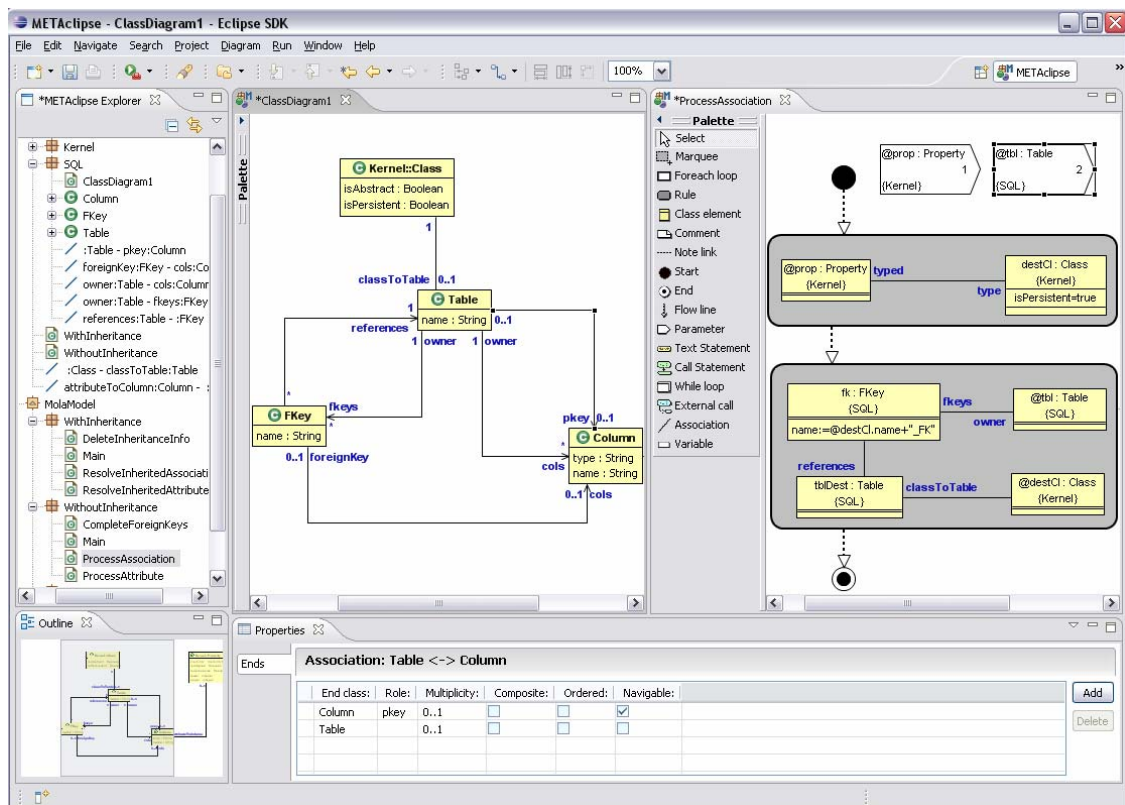 METAclipse - ClassDiagram1 - Eclipse SDK
File Edit Navigate Search Project Diagram Run Window Help
100%
METAclipse
»
*METAclipse Explorer
Kernel
SQL
ClassDiagram1
Column
FKey
Table
:Table - pkey:Column
foreignKey:FKey - cols:Co
owner:Table - cols:Column
owner:Table - fkeys:FKey
references:Table - :FKey
WithInheritance
WithoutInheritance
:Class - classToTable:Table
attributeToColumn:Column - :
MolaModel
WithInheritance
DeleteInheritanceInfo
Main
ResolveInheritedAssociati
ResolveInheritedAttribute
WithoutInheritance
CompleteForeignKeys
Main
ProcessAssociation
ProcessAttribute
*ClassDiagram1
Palette
Kernel::Class
isAbstract : Boolean
isPersistent : Boolean
1
classToTable 0..1
Table
name : String
1
references
0..1
1 owner
1 owner
*
fkeys
*
FKey
name : String
0..1 foreignKey
pkey 0..1
Column
type : String
name : String
*
cols
0..1 cols
*ProcessAssociation
Palette
Select
Marquee
Foreach loop
Rule
Class element
Comment
Note link
Start
End
Flow line
Parameter
Text Statement
Call Statement
While loop
External call
Association
Variable
@prop : Property
1
{Kernel}
@tbl : Table
2
{SQL}
@prop : Property
{Kernel}
typed
type
destCl : Class
{Kernel}
isPersistent=true
fk : FKey
{SQL}
name:=@destCl.name+"_FK"
fkeys
owner
@tbl : Table
{SQL}
references
tblDest : Table
{SQL}
classToTable
@destCl : Class
{Kernel}
Outline
Properties
Ends
Association: Table <-> Column
End class: Role: Multiplicity: Composite: Ordered: Navigable:
Column pkey 0..1
Table 0..1
Add
Delete